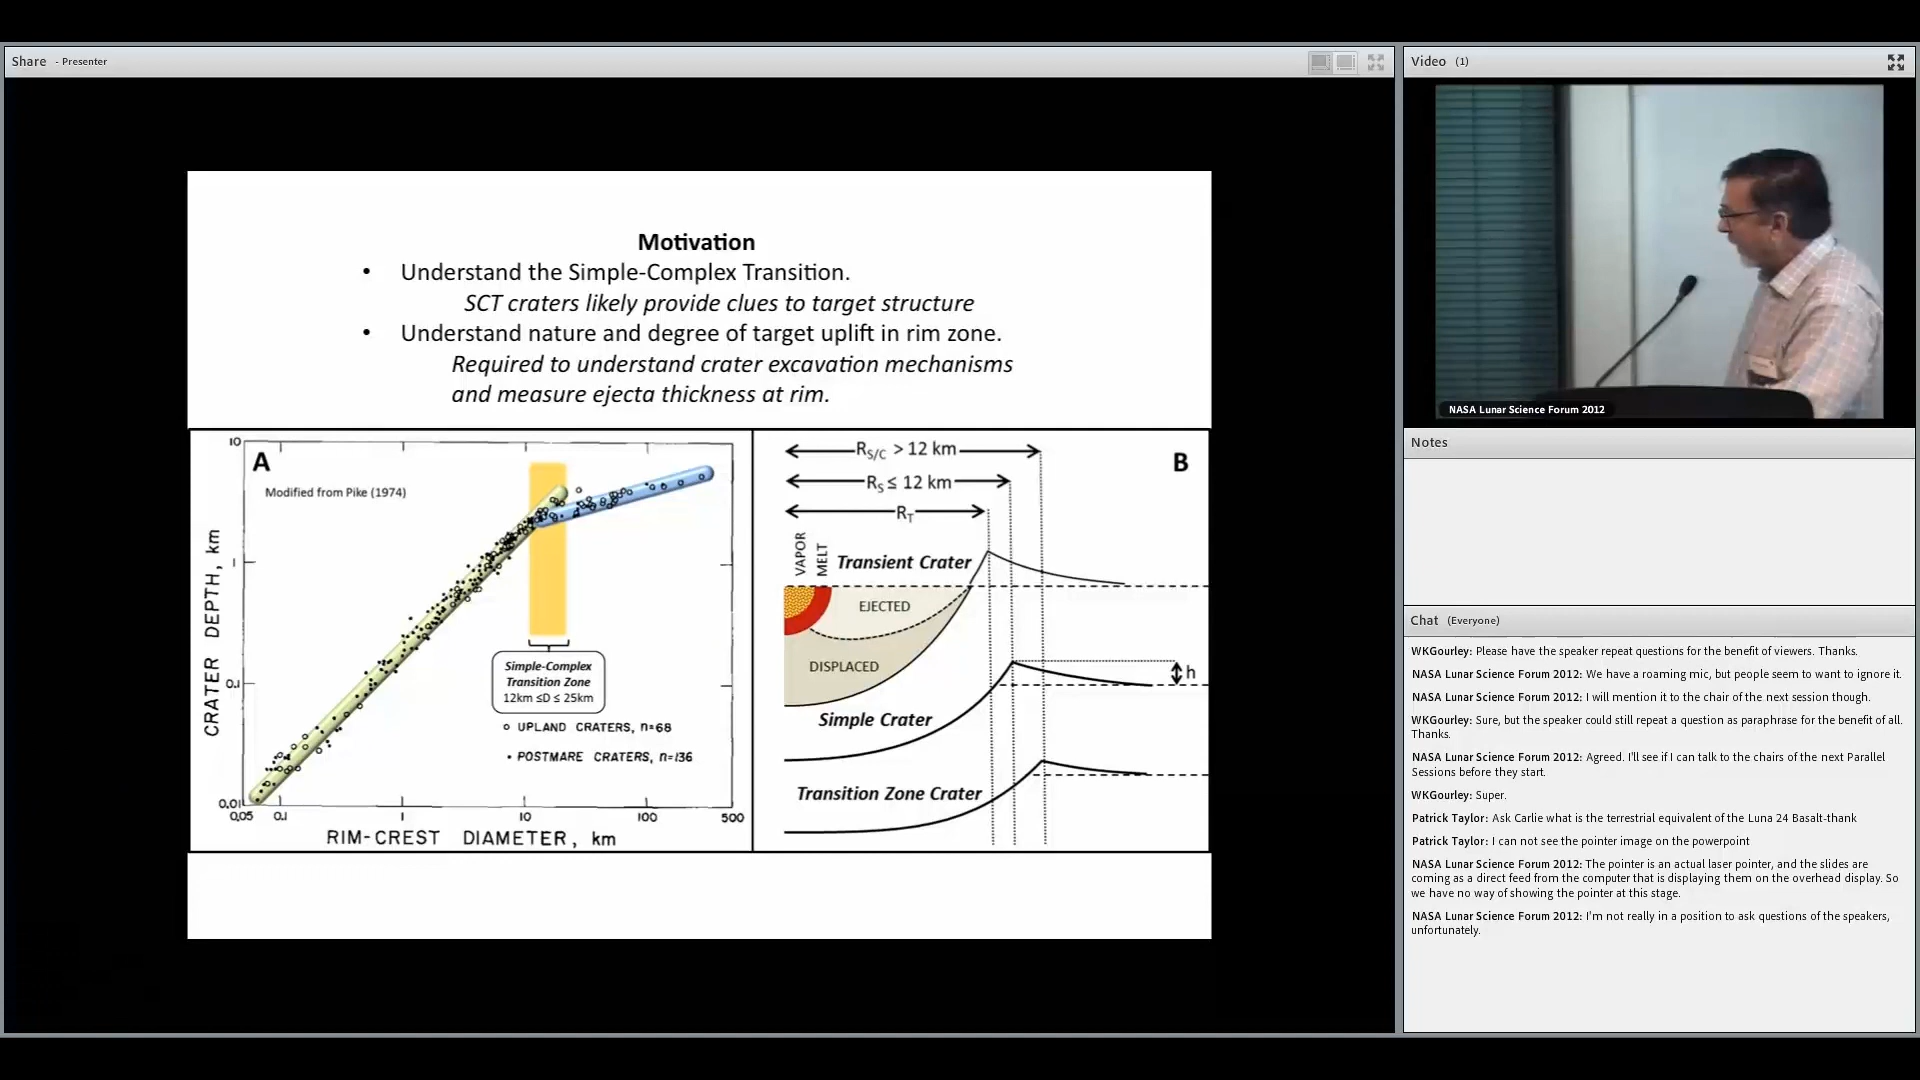 Share - Presenter
Motivation
• Understand the Simple-Complex Transition.
SCT craters likely provide clues to target structure
• Understand nature and degree of target uplift in rim zone.
Required to understand crater excavation mechanisms
and measure ejecta thickness at rim.
A
Modified from Pike (1974)
CRATER DEPTH, km
10
1
0.1
0.01
0.05 0.1 1 10 100 500
RIM-CREST DIAMETER, km
Simple-Complex
Transition Zone
12km ≤D ≤ 25km
○ UPLAND CRATERS, n=68
• POSTMARE CRATERS, n=136
B
RS/C > 12 km
RS ≤ 12 km
RT
VAPOR
MELT
Transient Crater
EJECTED
DISPLACED
h
Simple Crater
Transition Zone Crater
Video (1)
NASA Lunar Science Forum 2012
Notes
Chat (Everyone)
WKGourley: Please have the speaker repeat questions for the benefit of viewers. Thanks.
NASA Lunar Science Forum 2012: We have a roaming mic, but people seem to want to ignore it.
NASA Lunar Science Forum 2012: I will mention it to the chair of the next session though.
WKGourley: Sure, but the speaker could still repeat a question as paraphrase for the benefit of all.
Thanks.
NASA Lunar Science Forum 2012: Agreed. I'll see if I can talk to the chairs of the next Parallel
Sessions before they start.
WKGourley: Super.
Patrick Taylor: Ask Carlie what is the terrestrial equivalent of the Luna 24 Basalt-thank
Patrick Taylor: I can not see the pointer image on the powerpoint
NASA Lunar Science Forum 2012: The pointer is an actual laser pointer, and the slides are
coming as a direct feed from the computer that is displaying them on the overhead display. So
we have no way of showing the pointer at this stage.
NASA Lunar Science Forum 2012: I'm not really in a position to ask questions of the speakers,
unfortunately.